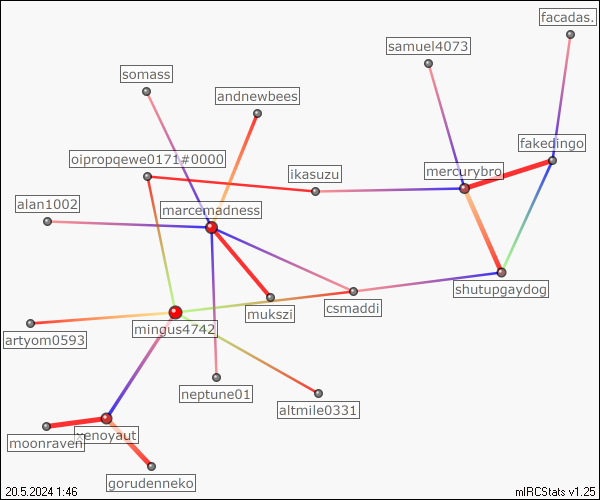 facadas.
samuel4073
somass
andnewbees
fakedingo
oipropqewe0171#0000
ikasuzu
mercurybro
alan1002
marcemadness
shutupgaydog
mukszi
csmaddi
mingus4742
artyom0593
neptune01
altmile0331
xenoyaut
moonraven
gorudenneko
20.5.2024 1:46
mIRCStats v1.25